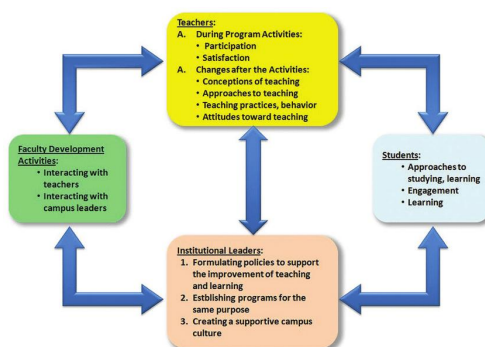 Teachers:
A. During Program Activities:
• Participation
• Satisfaction
A. Changes after the Activities:
• Conceptions of teaching
• Approaches to teaching
• Teaching practices, behavior
• Attitudes toward teaching
Faculty Development
Activities:
• Interacting with
teachers
• Interacting with
campus leaders
Students:
• Approaches to
studying, learning
• Engagement
• Learning
Institutional Leaders:
1. Formulating policies to support
the improvement of teaching
and learning
2. Estblishing programs for the
same purpose
3. Creating a supportive campus
culture